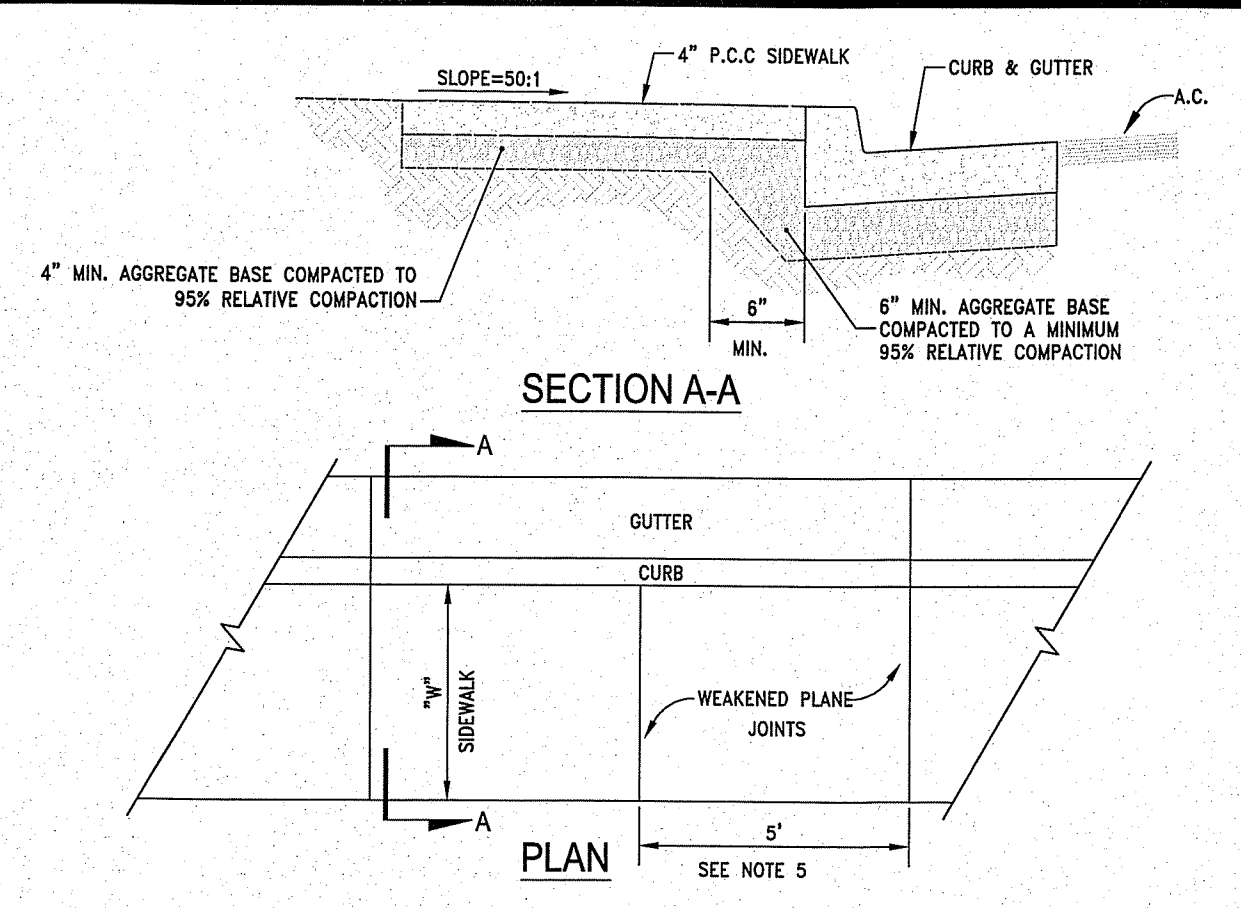 4" P.C.C SIDEWALK
SLOPE=50:1
CURB & GUTTER
A.C.
4" MIN. AGGREGATE BASE COMPACTED TO
95% RELATIVE COMPACTION
6"
MIN.
6" MIN. AGGREGATE BASE
COMPACTED TO A MINIMUM
95% RELATIVE COMPACTION
SECTION A-A
A
GUTTER
CURB
"W"
SIDEWALK
WEAKENED PLANE
JOINTS
A
5'
SEE NOTE 5
PLAN